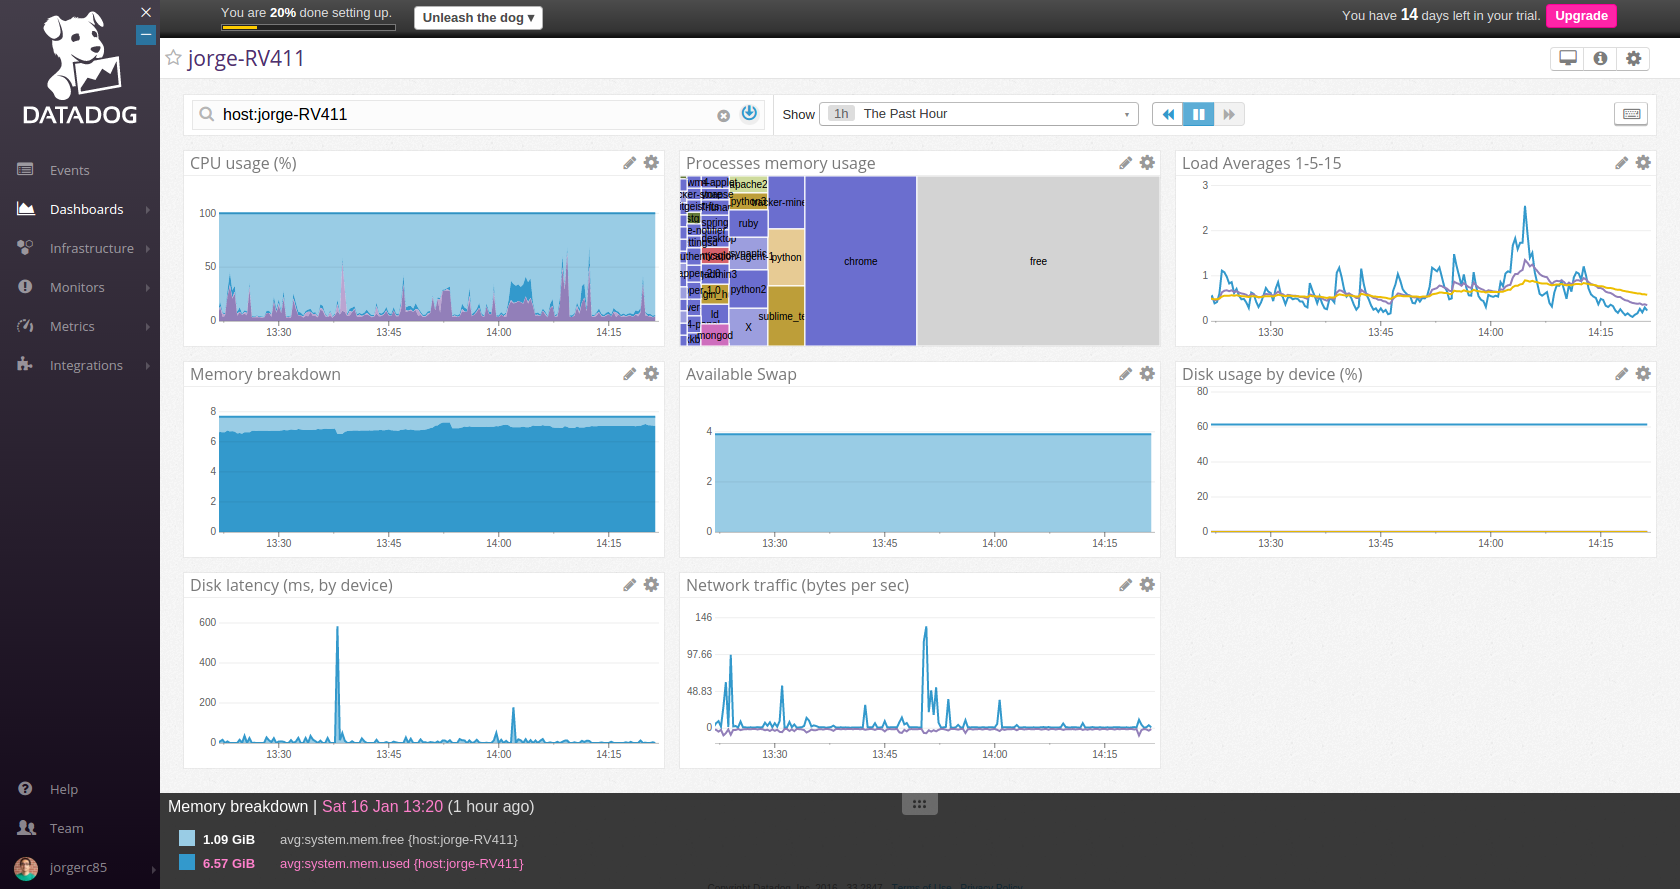 You are 20% done setting up.
Unleash the dog ▾
You have 14 days left in your trial.
Upgrade
DATADOG
Events
Dashboards
Infrastructure
Monitors
Metrics
Integrations
Help
Team
jorgerc85
jorge-RV411
host:jorge-RV411
Show
1h The Past Hour
CPU usage (%)
100
50
0
13:30 13:45 14:00 14:15
Processes memory usage
apache2
python3
ruby
python2
X
ld
mongod
python
chrome
free
Load Averages 1-5-15
3
2
1
0
13:30 13:45 14:00 14:15
Memory breakdown
8
6
4
2
0
13:30 13:45 14:00 14:15
Available Swap
4
2
0
13:30 13:45 14:00 14:15
Disk usage by device (%)
80
60
40
20
0
13:30 13:45 14:00 14:15
Disk latency (ms, by device)
600
400
200
0
13:30 13:45 14:00 14:15
Network traffic (bytes per sec)
146
97.66
48.83
0
13:30 13:45 14:00 14:15
Memory breakdown | Sat 16 Jan 13:20 (1 hour ago)
1.09 GiB avg:system.mem.free {host:jorge-RV411}
6.57 GiB avg:system.mem.used {host:jorge-RV411}